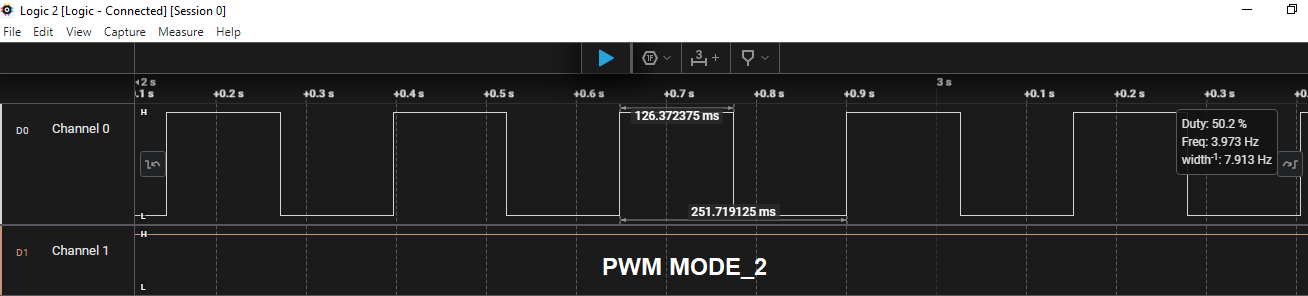 Logic 2 [Logic - Connected] [Session 0]
File Edit View Capture Measure Help
1F 3 +
2 s 3 s
.1 s +0.2 s +0.3 s +0.4 s +0.5 s +0.6 s +0.7 s +0.8 s +0.9 s +0.1 s +0.2 s +0.3 s +0.
D0 Channel 0 H
126.372375 ms
Duty: 50.2 %
Freq: 3.973 Hz
width-1: 7.913 Hz
251.719125 ms
L
D1 Channel 1 H
PWM MODE_2
L